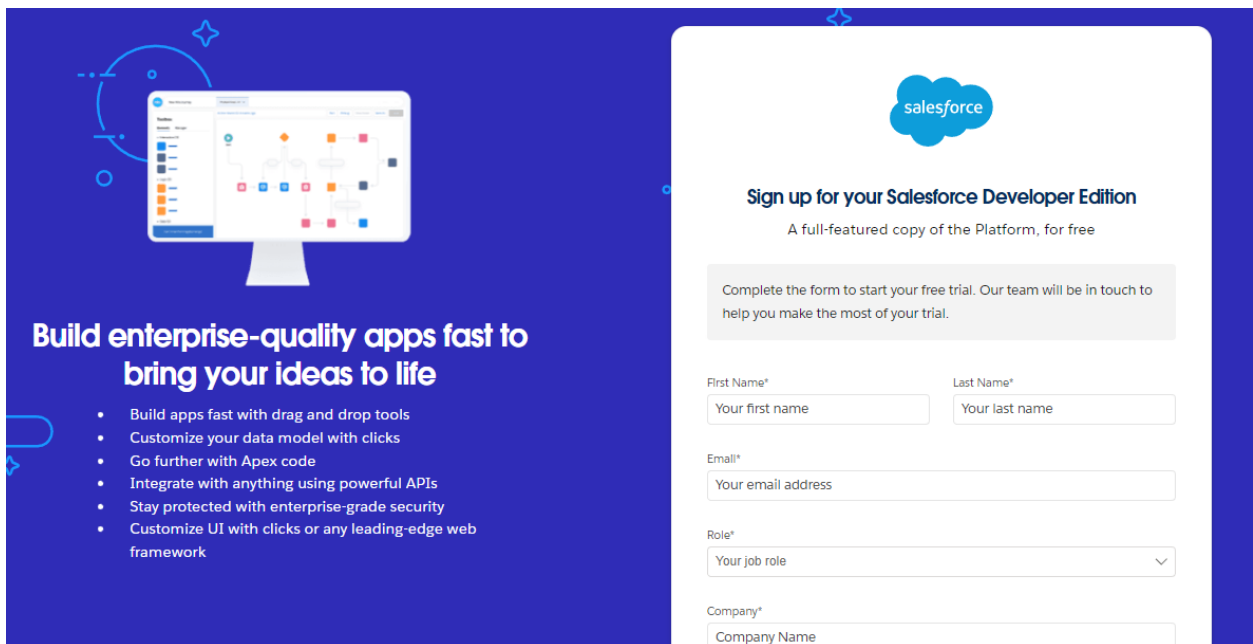 Build enterprise-quality apps fast to
bring your ideas to life
• Build apps fast with drag and drop tools
• Customize your data model with clicks
• Go further with Apex code
• Integrate with anything using powerful APIs
• Stay protected with enterprise-grade security
• Customize UI with clicks or any leading-edge web
framework
salesforce
Sign up for your Salesforce Developer Edition
A full-featured copy of the Platform, for free
Complete the form to start your free trial. Our team will be in touch to
help you make the most of your trial.
First Name* Last Name*
Your first name Your last name
Email*
Your email address
Role*
Your job role
Company*
Company Name